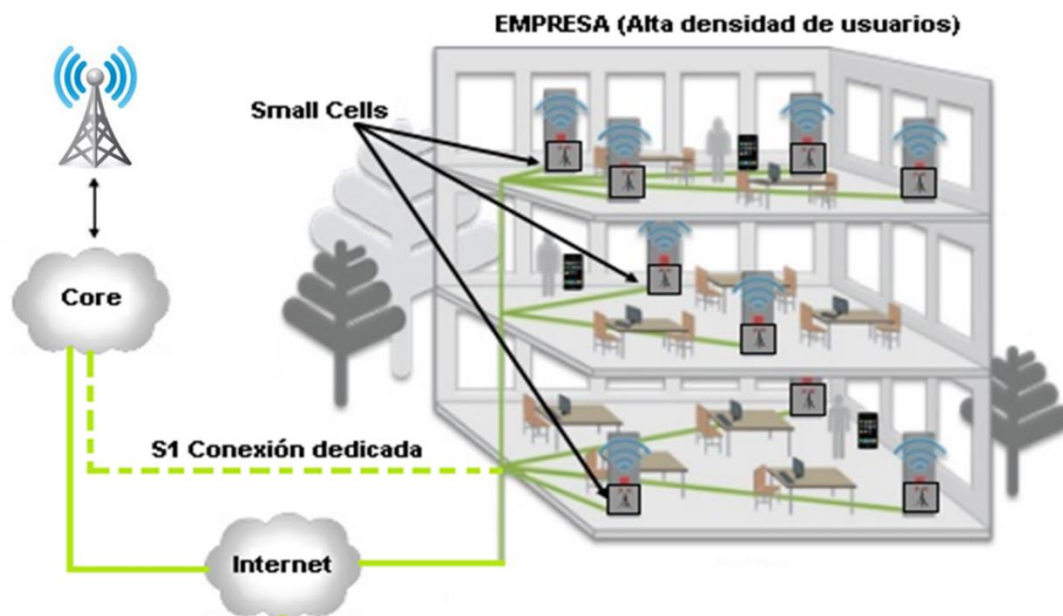 EMPRESA (Alta densidad de usuarios)
Small Cells
Core
S1 Conexión dedicada
Internet